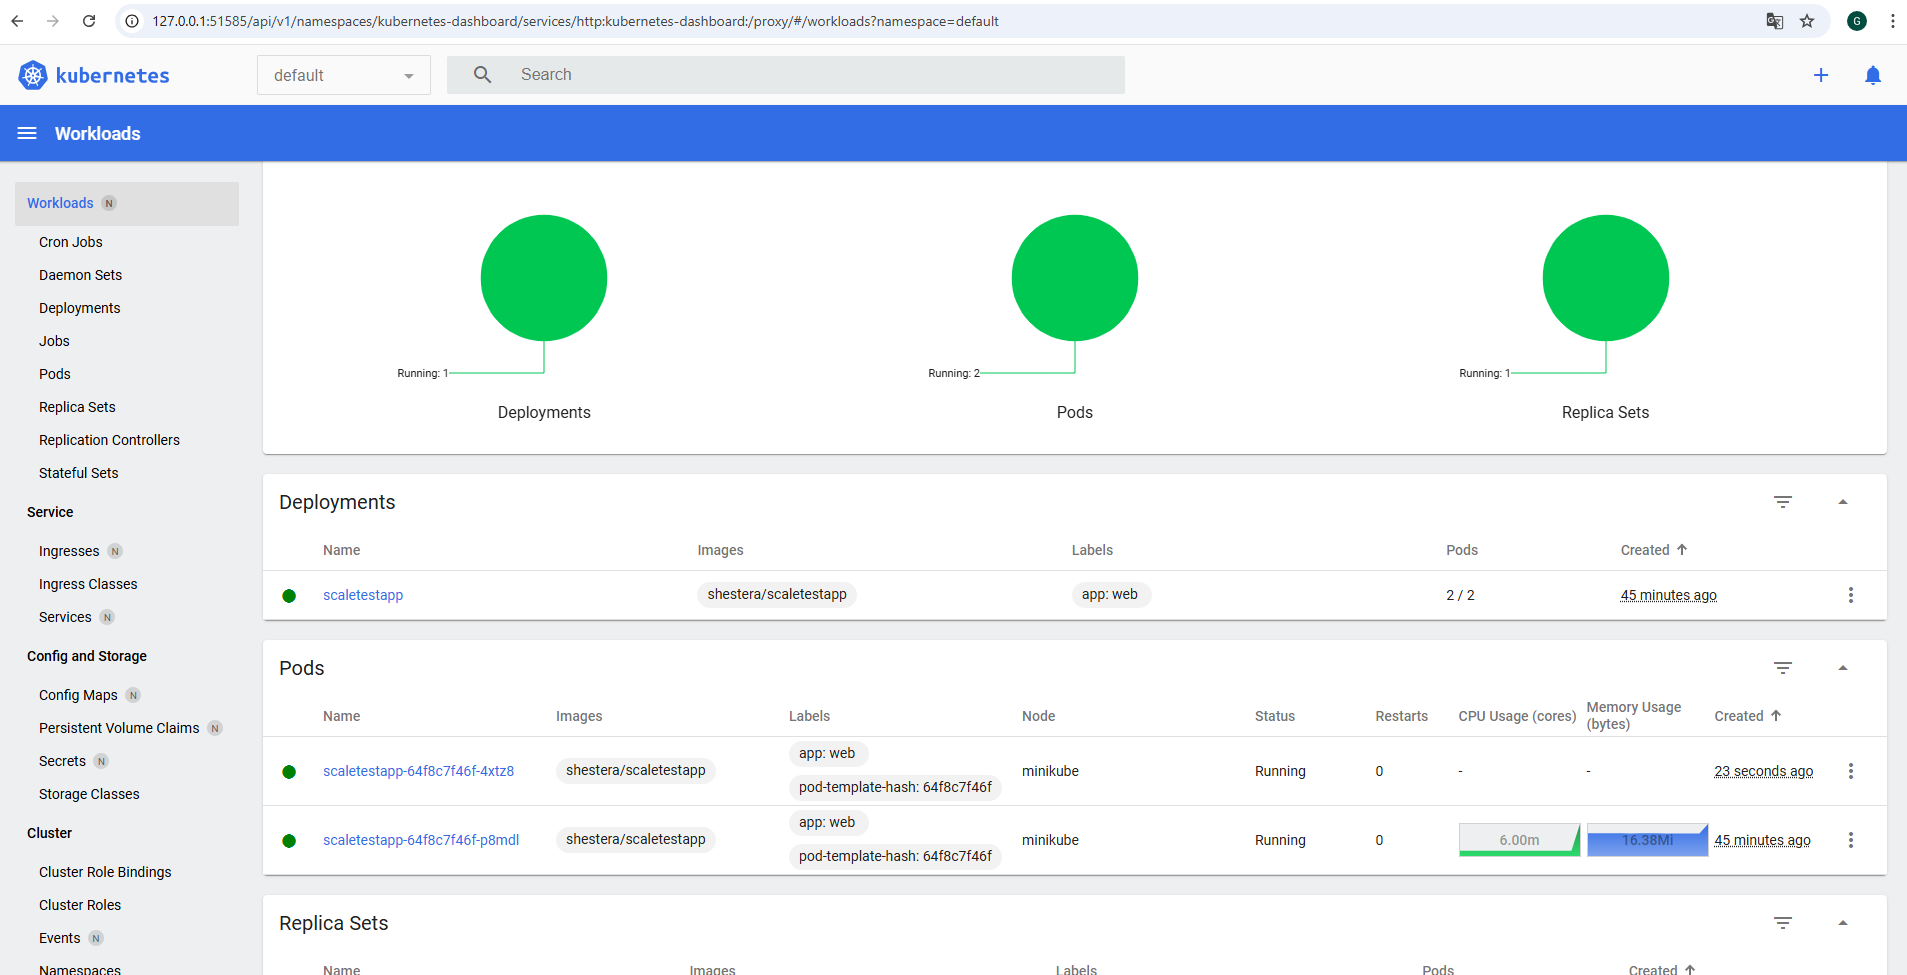 127.0.0.1:51585/api/v1/namespaces/kubernetes-dashboard/services/http:kubernetes-dashboard:/proxy/#/workloads?namespace=default
G
kubernetes
default
Search
Workloads
Workloads N
Cron Jobs
Daemon Sets
Deployments
Jobs
Pods
Replica Sets
Replication Controllers
Stateful Sets
Service
Ingresses N
Ingress Classes
Services N
Config and Storage
Config Maps N
Persistent Volume Claims N
Secrets N
Storage Classes
Cluster
Cluster Role Bindings
Cluster Roles
Events N
Namespaces
Running: 1
Deployments
Running: 2
Pods
Running: 1
Replica Sets
Deployments
Name Images Labels Pods Created
scaletestapp shestera/scaletestapp app: web 2 / 2 45 minutes ago
Pods
Name Images Labels Node Status Restarts CPU Usage (cores) Memory Usage (bytes) Created
scaletestapp-64f8c7f46f-4xtz8 shestera/scaletestapp app: web pod-template-hash: 64f8c7f46f minikube Running 0 - - 23 seconds ago
scaletestapp-64f8c7f46f-p8mdl shestera/scaletestapp app: web pod-template-hash: 64f8c7f46f minikube Running 0 6.00m 16.38Mi 45 minutes ago
Replica Sets
Name Images Labels Pods Created